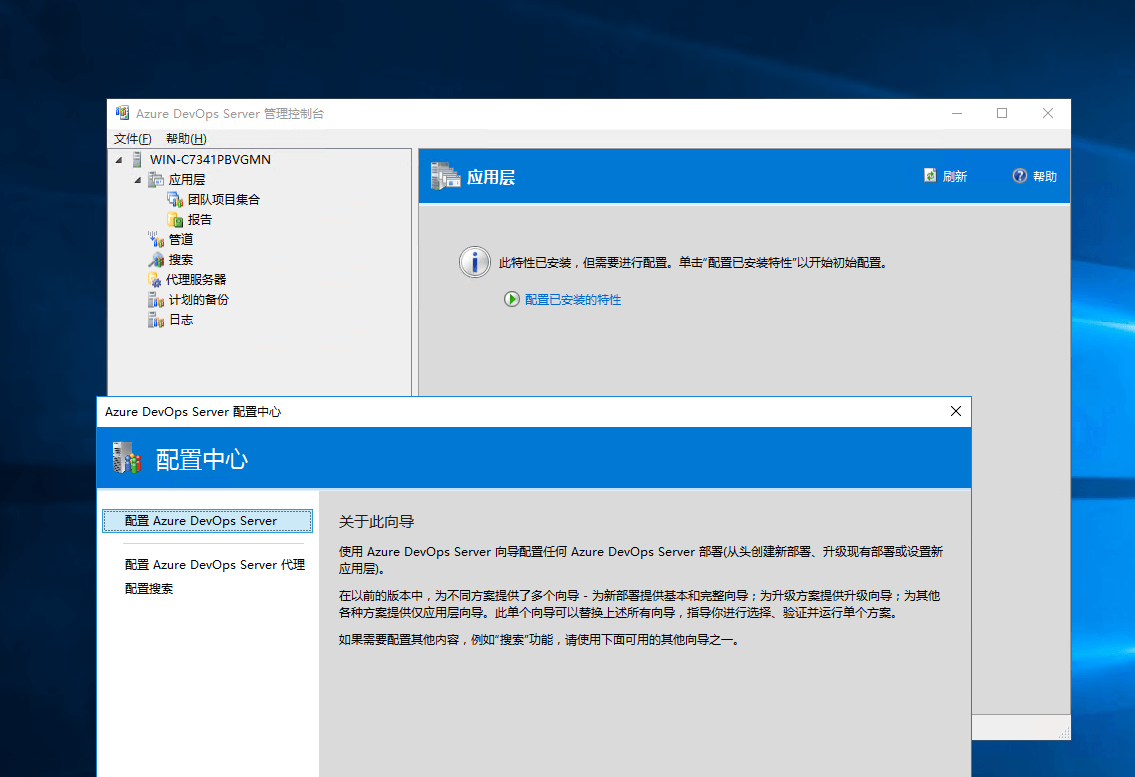 Azure DevOps Server 管理控制台
文件(F) 帮助(H)
WIN-C7341PBVGMN
应用层
团队项目集合
报告
管道
搜索
代理服务器
计划的备份
日志
应用层
刷新
帮助
此特性已安装，但需要进行配置。单击“配置已安装特性”以开始初始配置。
配置已安装的特性
Azure DevOps Server 配置中心
配置中心
配置 Azure DevOps Server
配置 Azure DevOps Server 代理
配置搜索
关于此向导
使用 Azure DevOps Server 向导配置任何 Azure DevOps Server 部署(从头创建新部署、升级现有部署或设置新
应用层)。
在以前的版本中，为不同方案提供了多个向导 - 为新部署提供基本和完整向导；为升级方案提供升级向导；为其他
各种方案提供仅应用层向导。此单个向导可以替换上述所有向导，指导你进行选择、验证并运行单个方案。
如果需要配置其他内容，例如“搜索”功能，请使用下面可用的其他向导之一。